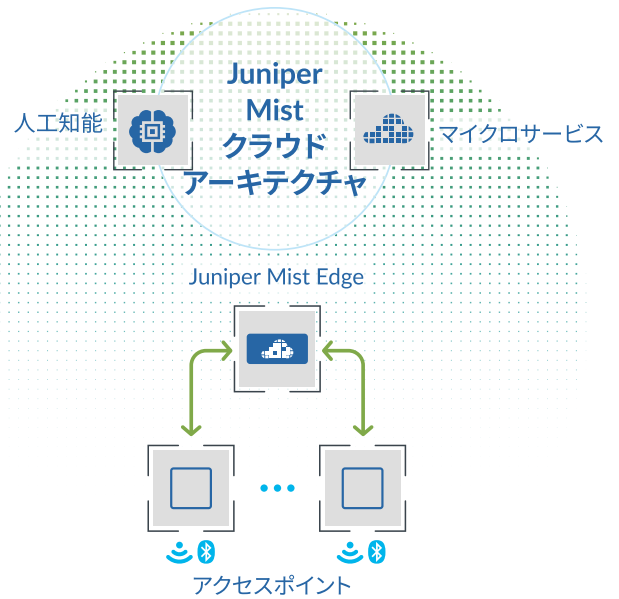 Juniper
Mist
クラウド
アーキテクチャ
人工知能
マイクロサービス
Juniper Mist Edge
アクセスポイント